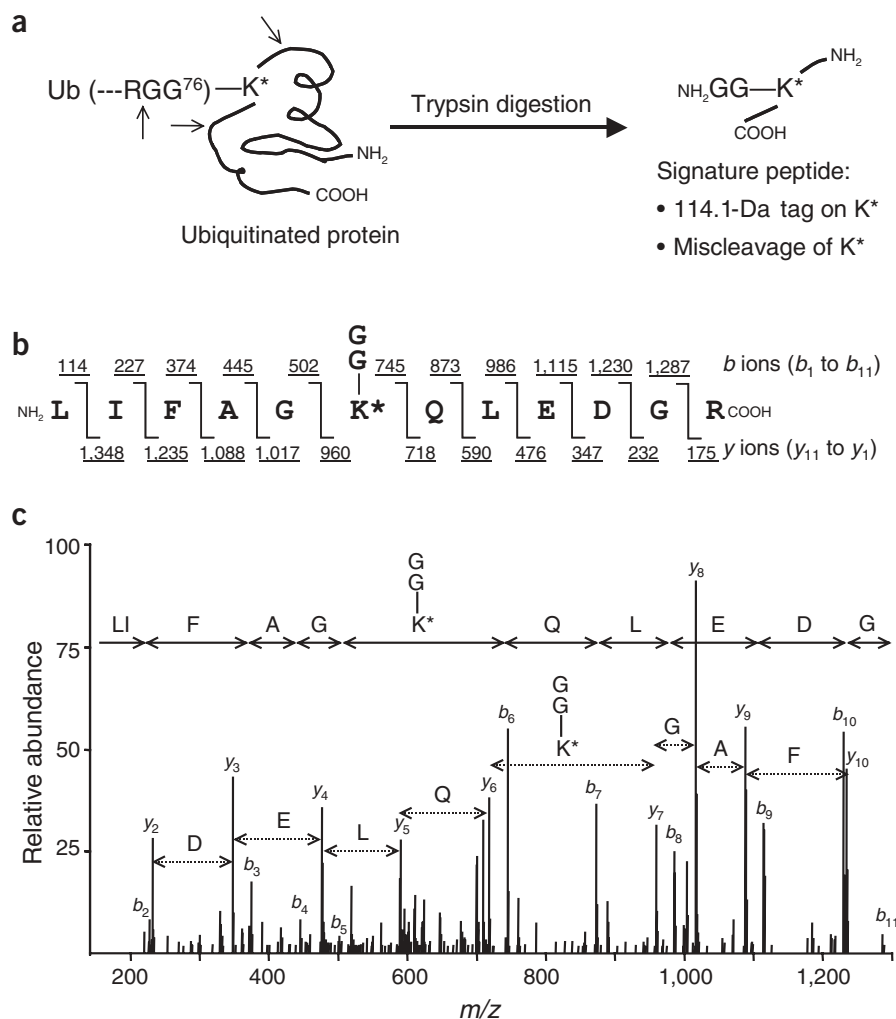 a
Ub (---RGG76) — K*
NH2
COOH
Ubiquitinated protein
Trypsin digestion
NH2GG—K*
NH2
COOH
Signature peptide:
• 114.1-Da tag on K*
• Miscleavage of K*
b
G
G
114 227 374 445 502 745 873 986 1,115 1,230 1,287 b ions (b1 to b11)
NH2 L I F A G K* Q L E D G R COOH
1,348 1,235 1,088 1,017 960 718 590 476 347 232 175 y ions (y11 to y1)
c
Relative abundance
100
75
50
25
G
G
K*
LI F A G Q L E D G
G
G
K*
y8
b6 G y9 b10
y10
A F
y3 y4 Q y6 b7
b9
y2 D E L y5 y7 b8
b3
b2 b4 b5 b11
200 400 600 800 1,000 1,200
m/z